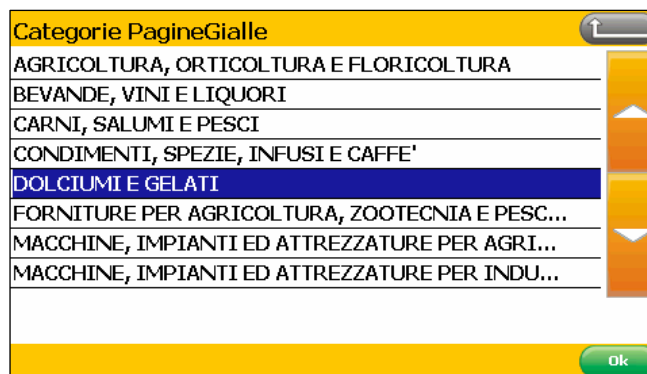 Categorie PagineGialle
AGRICOLTURA, ORTICOLTURA E FLORICOLTURA
BEVANDE, VINI E LIQUORI
CARNI, SALUMI E PESCI
CONDIMENTI, SPEZIE, INFUSI E CAFFE'
DOLCIUMI E GELATI
FORNITURE PER AGRICOLTURA, ZOOTECNIA E PESC...
MACCHINE, IMPIANTI ED ATTREZZATURE PER AGRI...
MACCHINE, IMPIANTI ED ATTREZZATURE PER INDU...
Ok